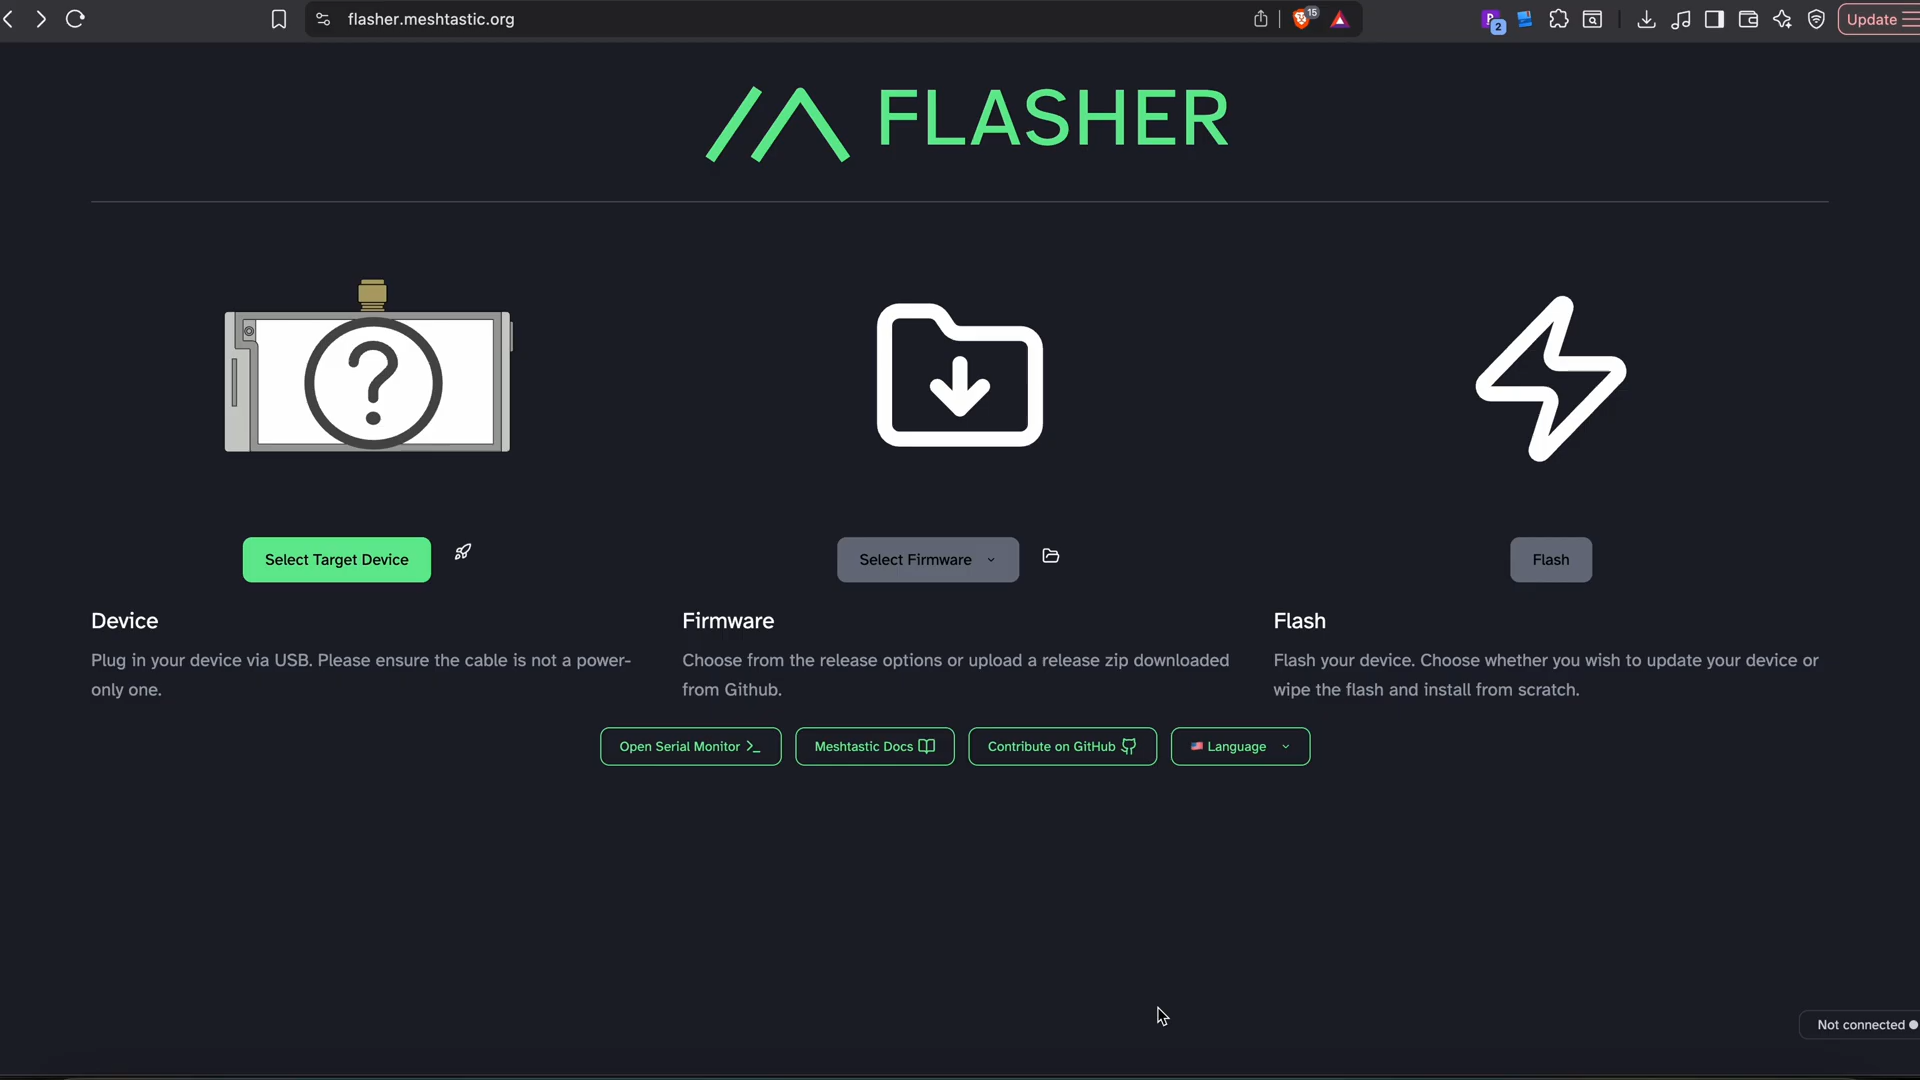 flasher.meshtastic.org
15
2
Update
FLASHER
?
Select Target Device
Select Firmware
Flash
Device
Plug in your device via USB. Please ensure the cable is not a power-
only one.
Firmware
Choose from the release options or upload a release zip downloaded
from Github.
Flash
Flash your device. Choose whether you wish to update your device or
wipe the flash and install from scratch.
Open Serial Monitor
Meshtastic Docs
Contribute on GitHub
Language
Not connected